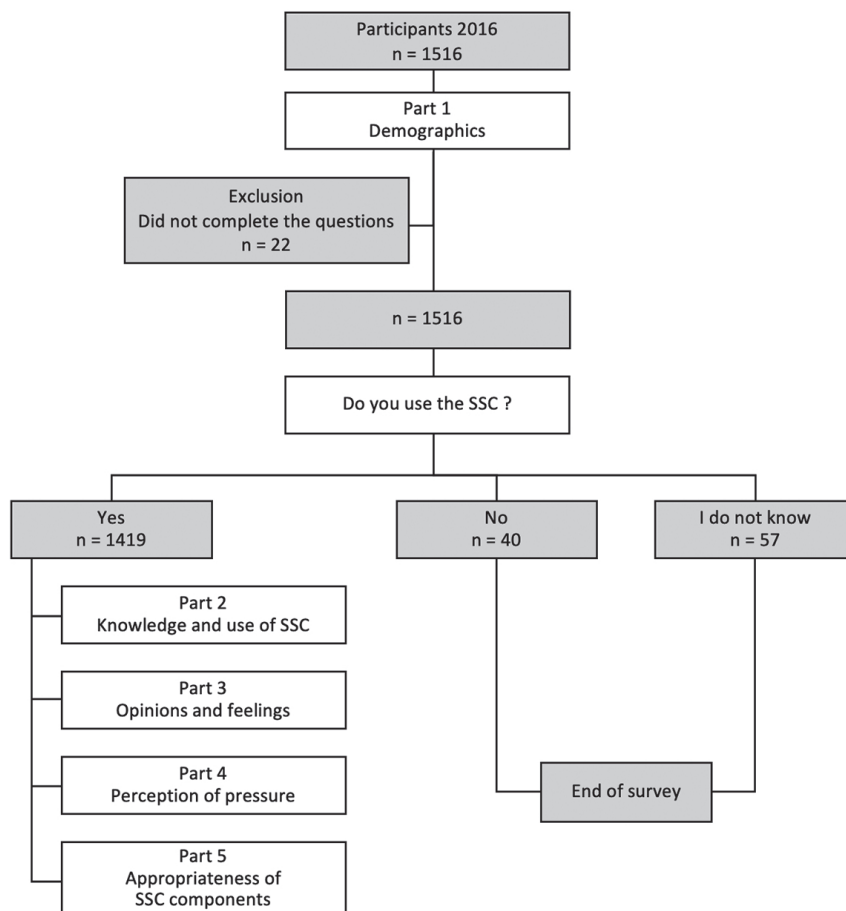 Participants 2016
n = 1516
Part 1
Demographics
Exclusion
Did not complete the questions
n = 22
n = 1516
Do you use the SSC ?
Yes
n = 1419
No
n = 40
I do not know
n = 57
Part 2
Knowledge and use of SSC
Part 3
Opinions and feelings
Part 4
Perception of pressure
End of survey
Part 5
Appropriateness of
SSC components